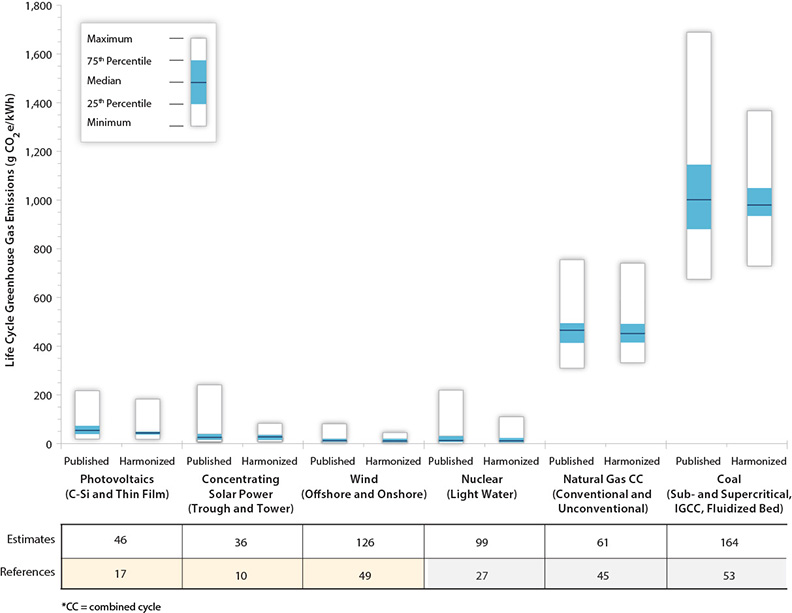 Life Cycle Greenhouse Gas Emissions (g CO2 e/kWh)
1,800
1,600
1,400
1,200
1,000
800
600
400
200
0
Maximum
75th Percentile
Median
25th Percentile
Minimum
Published Harmonized Published Harmonized Published Harmonized Published Harmonized Published Harmonized Published Harmonized
Photovoltaics
(C-Si and Thin Film)
Concentrating
Solar Power
(Trough and Tower)
Wind
(Offshore and Onshore)
Nuclear
(Light Water)
Natural Gas CC
(Conventional and
Unconventional)
Coal
(Sub- and Supercritical,
IGCC, Fluidized Bed)
Estimates 46 36 126 99 61 164
References 17 10 49 27 45 53
*CC = combined cycle